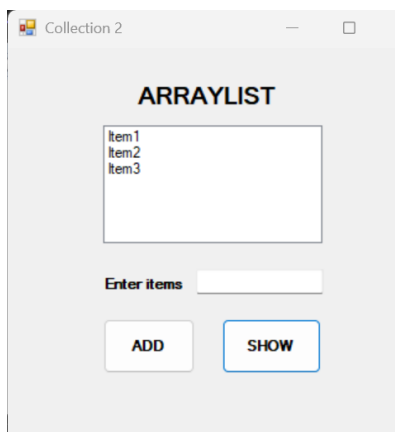 Collection 2
ARRAYLIST
Item1
Item2
Item3
Enter items
ADD SHOW